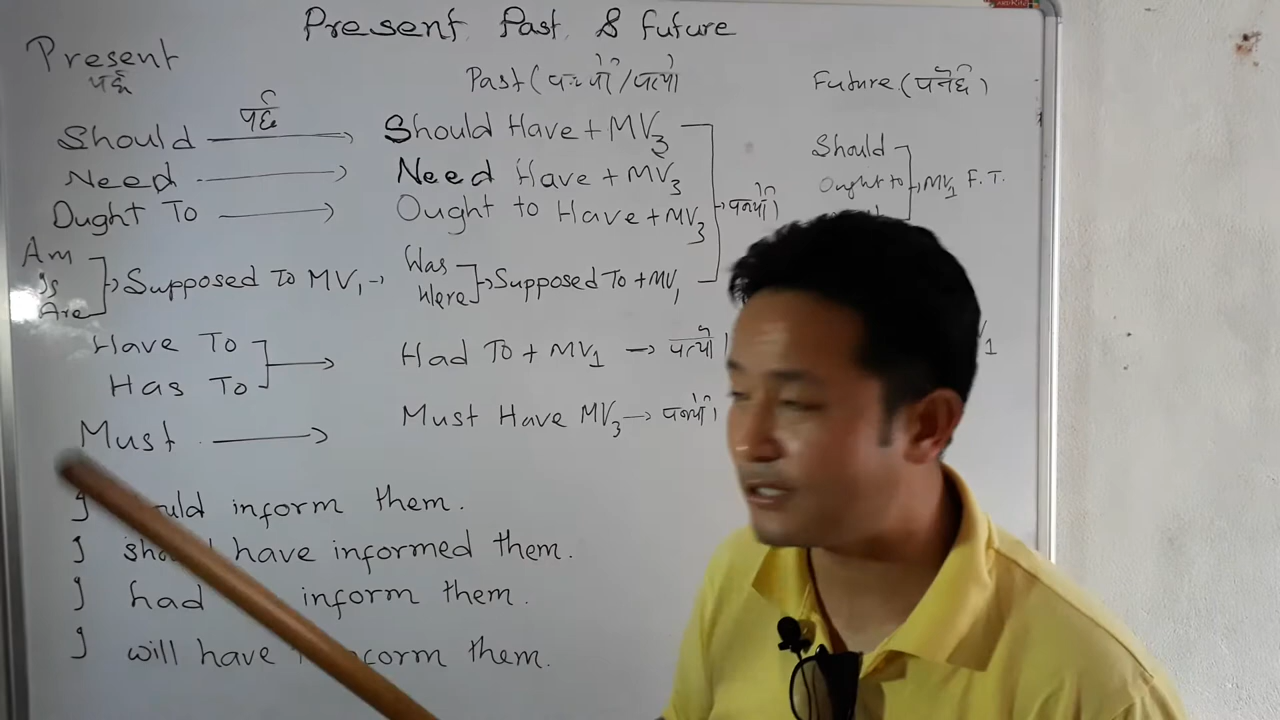 Present, Past, & Future
Present
पर्छ
Past (पर्थ्यो / पर्‍यो)
Future (पर्नेछ)
Should पर्छ → Should Have + MV3
Need → Need Have + MV3
Ought To → Ought to Have + MV3
पर्थ्यो।
Should
Ought to → MV1 F.T.
Am
Is
Are → Supposed To MV1 → Was
Were → Supposed To + MV1
Have To
Has To → Had To + MV1 → पर्‍यो।
Must → Must Have MV3 → पर्थ्यो।
I should inform them.
I should have informed them.
I had inform them.
I will have inform them.